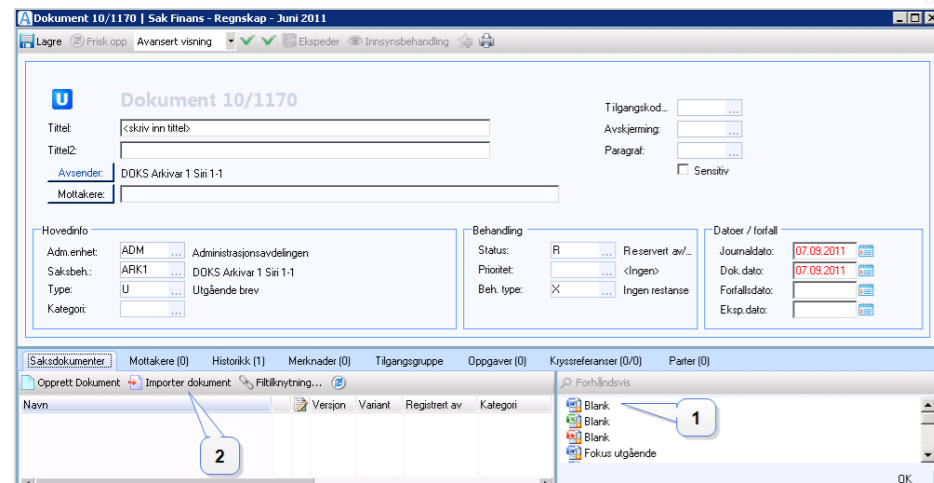 Dokument 10/1170 | Sak Finans - Regnskap - Juni 2011
Lagre Frisk opp Avansert visning Ekspeder Innsynsbehandling
U Dokument 10/1170
Tittel: <skriv inn tittel>
Tittel2:
Avsender: DOKS Arkivar 1 Siri 1-1
Mottakere:
Tilgangskod... ...
Avskjerming: ...
Paragraf: ...
Sensitiv
Hovedinfo
Adm.enhet: ADM ... Administrasjonsavdelingen
Saksbeh.: ARK1 ... DOKS Arkivar 1 Siri 1-1
Type: U ... Utgående brev
Kategori: ...
Behandling
Status: R ... Reservert av/...
Prioritet: ... <Ingen>
Beh. type: X ... Ingen restanse
Datoer / forfall
Journaldato: 07.09.2011
Dok.dato: 07.09.2011
Forfallsdato:
Eksp.dato:
Saksdokumenter Mottakere (0) Historikk (1) Merknader (0) Tilgangsgruppe Oppgaver (0) Kryssreferanser (0/0) Parter (0)
Opprett Dokument Importer dokument Filtilknytning...
Navn Versjon Variant Registrert av Kategori
2
Forhåndsvis
Blank
Blank
Blank
Fokus utgående
1
OK